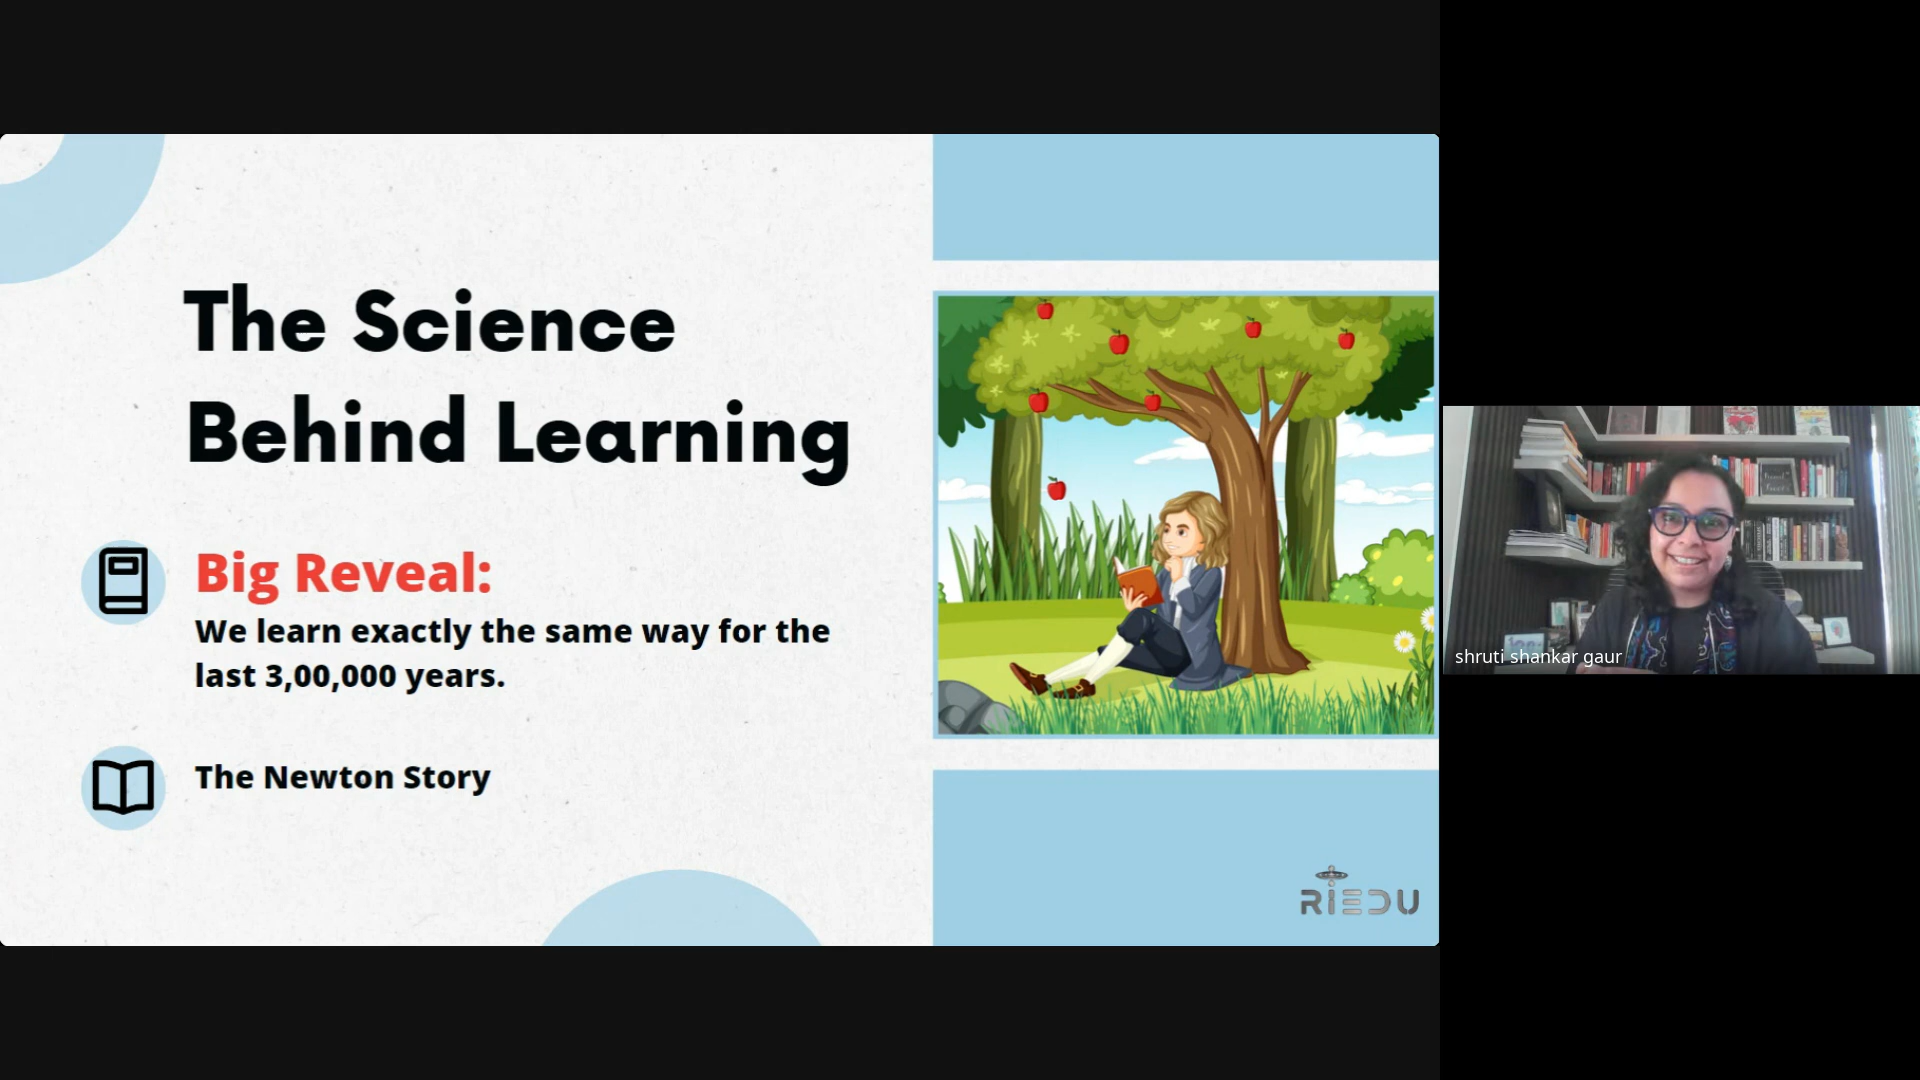 The Science
Behind Learning
Big Reveal:
We learn exactly the same way for the
last 3,00,000 years.
The Newton Story
RIEDU
shruti shankar gaur